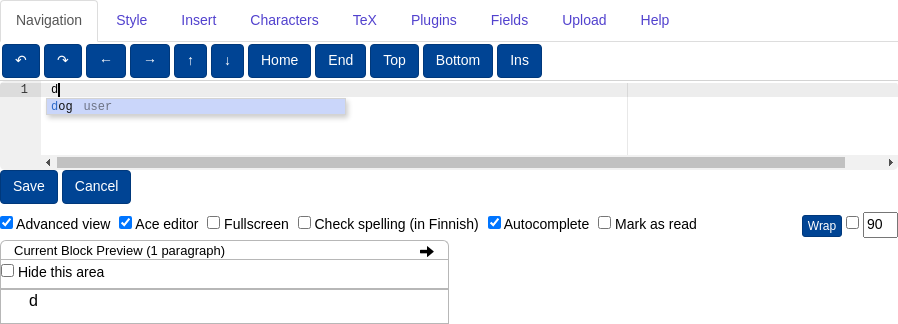 Navigation Style Insert Characters TeX Plugins Fields Upload Help
↶ ↷ ← → ↑ ↓ Home End Top Bottom Ins
1 d
dog user
Save Cancel
Advanced view Ace editor Fullscreen Check spelling (in Finnish) Autocomplete Mark as read Wrap 90
Current Block Preview (1 paragraph)
Hide this area
d